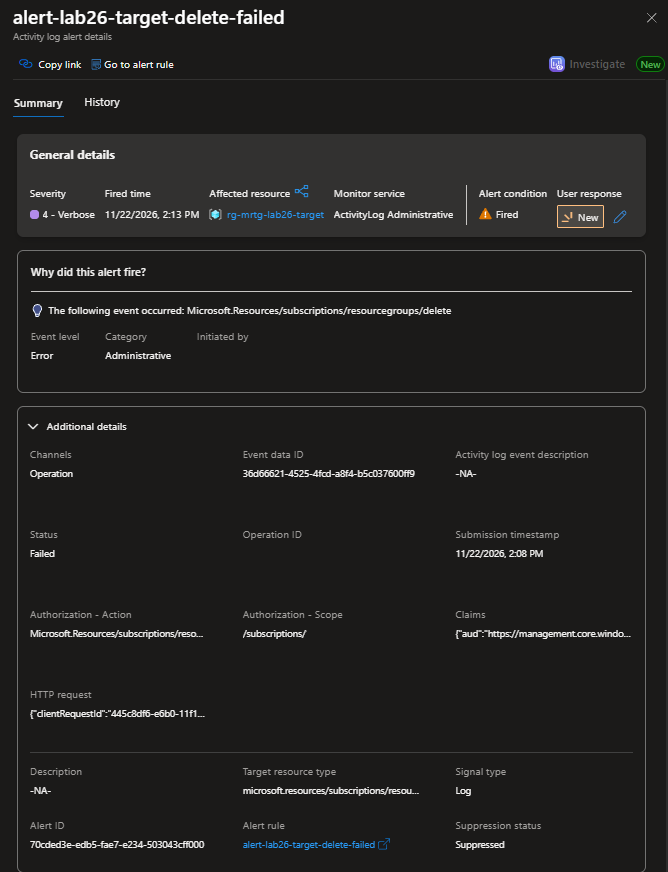 alert-lab26-target-delete-failed
Activity log alert details
Copy link Go to alert rule Investigate New
Summary History
General details
Severity Fired time Affected resource Monitor service Alert condition User response
4 - Verbose 11/22/2026, 2:13 PM rg-mrtg-lab26-target ActivityLog Administrative Fired New
Why did this alert fire?
The following event occurred: Microsoft.Resources/subscriptions/resourcegroups/delete
Event level Category Initiated by
Error Administrative
Additional details
Channels Event data ID Activity log event description
Operation 36d66621-4525-4fcd-a8f4-b5c037600ff9 -NA-
Status Operation ID Submission timestamp
Failed 11/22/2026, 2:08 PM
Authorization - Action Authorization - Scope Claims
Microsoft.Resources/subscriptions/reso... /subscriptions/ {"aud":"https://management.core.windo...
HTTP request
{"clientRequestId":"445c8df6-e6b0-11f1...
Description Target resource type Signal type
-NA- microsoft.resources/subscriptions/resou... Log
Alert ID Alert rule Suppression status
70cded3e-edb5-fae7-e234-503043cff000 alert-lab26-target-delete-failed Suppressed